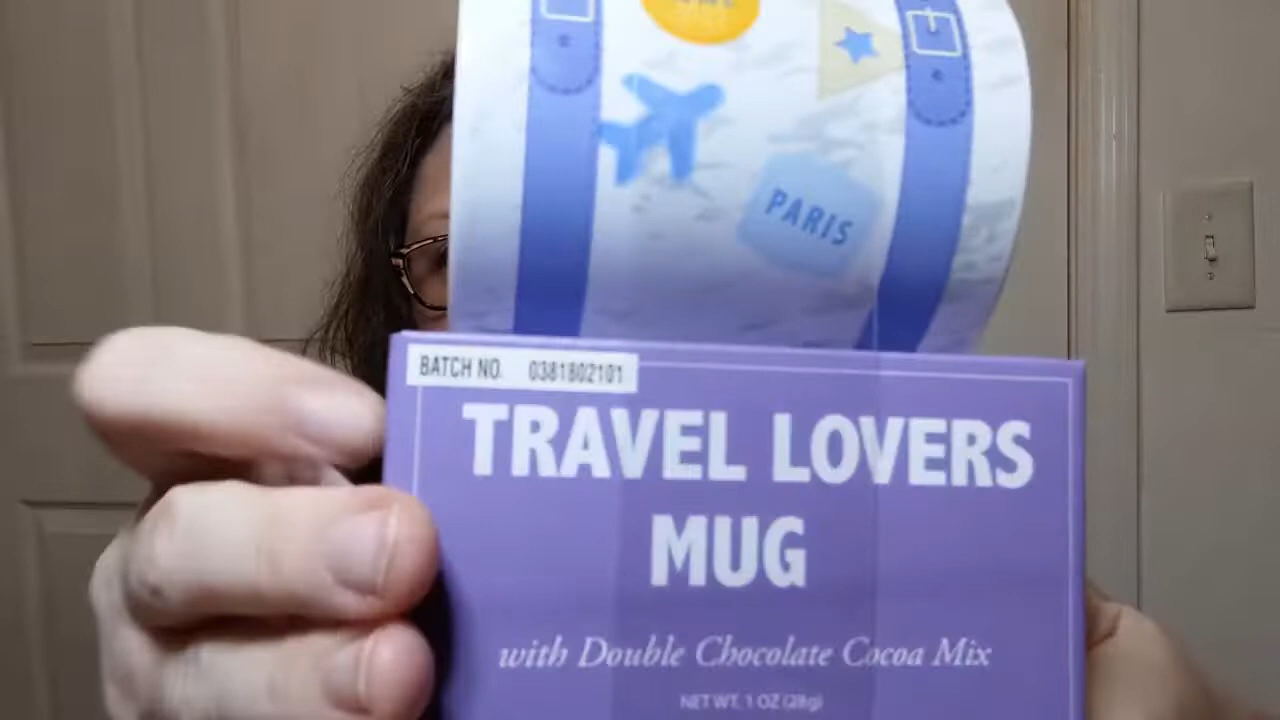 PARIS
BATCH NO. 0381802101
TRAVEL LOVERS
MUG
with Double Chocolate Cocoa Mix
NET WT. 1 OZ (28g)